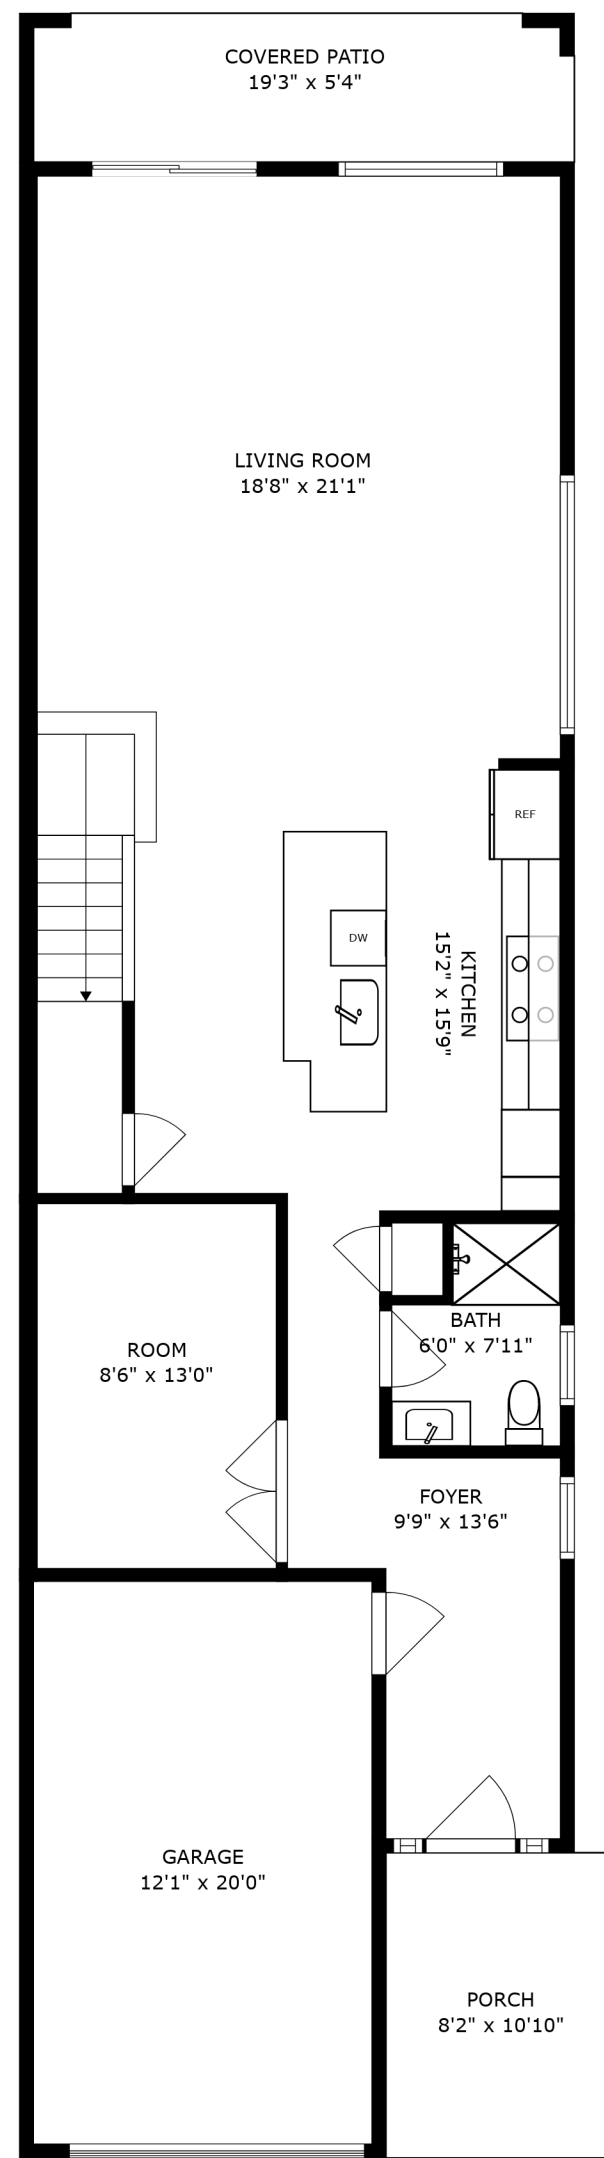 COVERED PATIO
19'3" x 5'4"
LIVING ROOM
18'8" x 21'1"
REF
DW
KITCHEN
15'2" x 15'9"
BATH
6'0" x 7'11"
ROOM
8'6" x 13'0"
FOYER
9'9" x 13'6"
GARAGE
12'1" x 20'0"
PORCH
8'2" x 10'10"